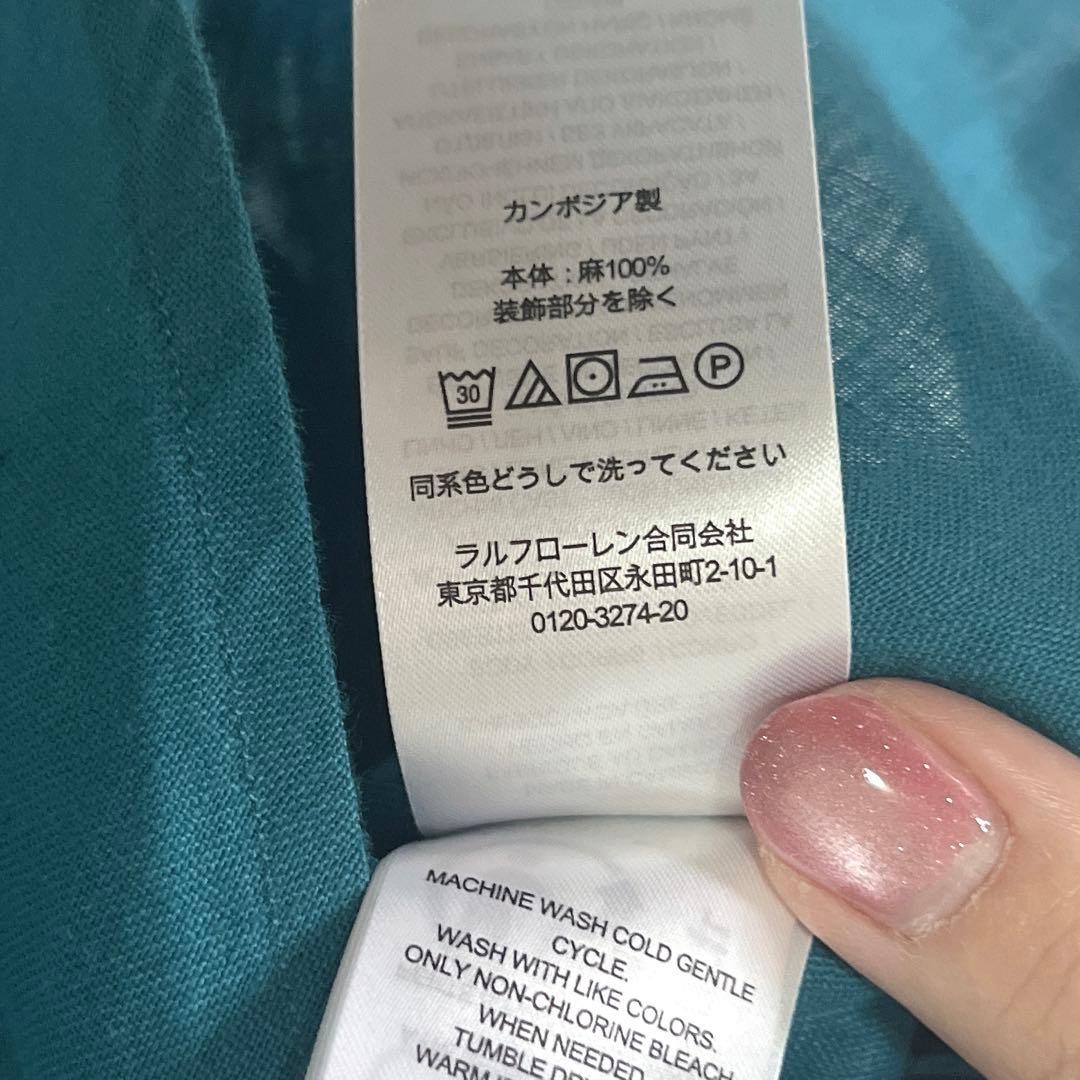 カンボジア製
本体：麻100%
装飾部分を除く
30 P
同系色どうしで洗ってください
ラルフローレン合同会社
東京都千代田区永田町2-10-1
0120-3274-20
MACHINE WASH COLD GENTLE
CYCLE.
WASH WITH LIKE COLORS.
ONLY NON-CHLORINE BLEACH
WHEN NEEDED.
TUMBLE
WARM